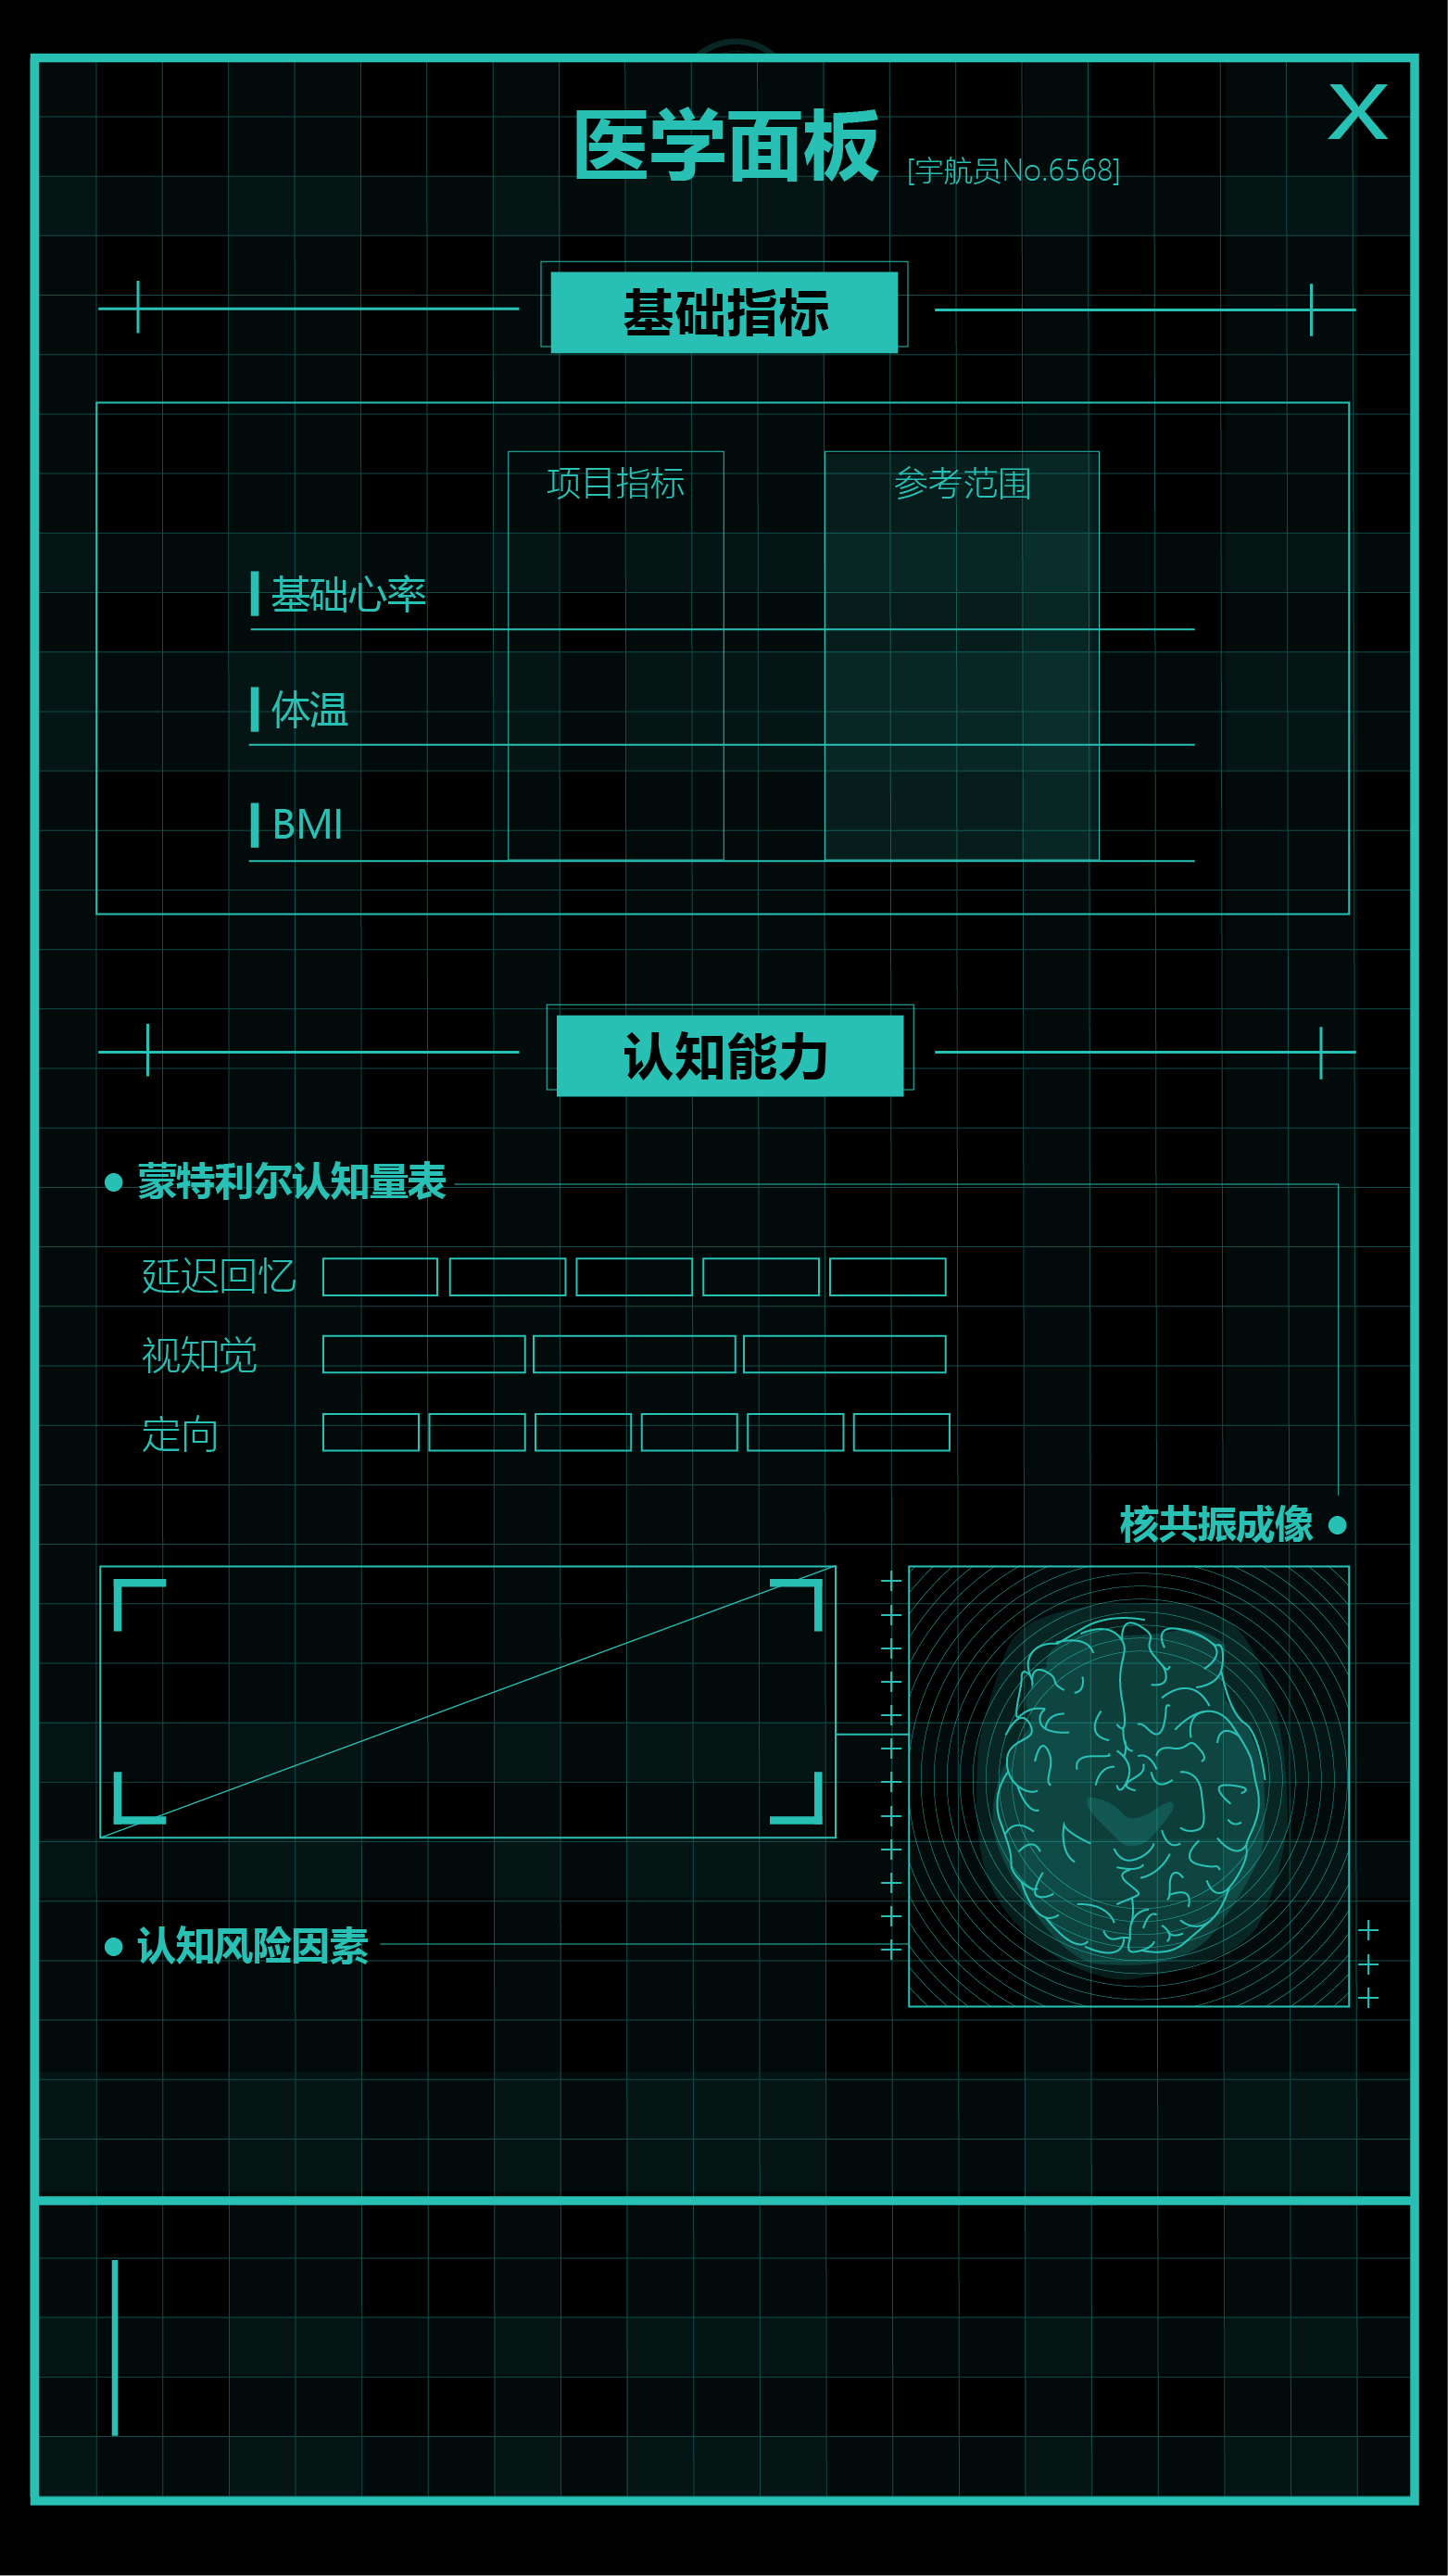 X
医学面板 [宇航员No.6568]
基础指标
项目指标 参考范围
基础心率
体温
BMI
认知能力
蒙特利尔认知量表
延迟回忆
视知觉
定向
核共振成像
认知风险因素